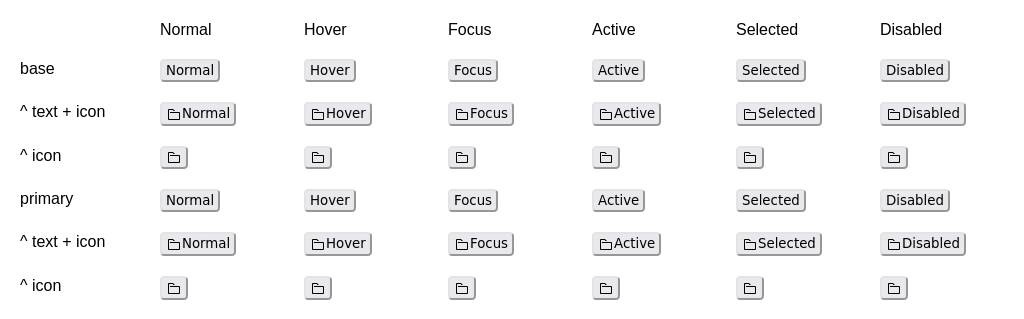 Normal Hover Focus Active Selected Disabled
base Normal Hover Focus Active Selected Disabled
^ text + icon Normal Hover Focus Active Selected Disabled
^ icon
primary Normal Hover Focus Active Selected Disabled
^ text + icon Normal Hover Focus Active Selected Disabled
^ icon